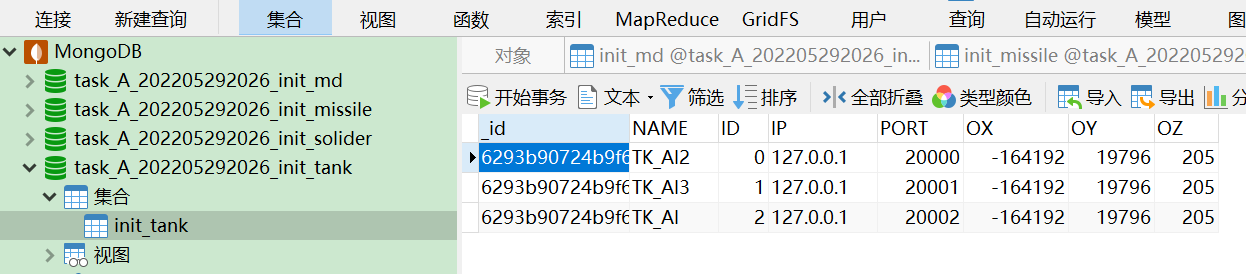 连接 新建查询 集合 视图 函数 索引 MapReduce GridFS 用户 查询 自动运行 模型 图
MongoDB
task_A_202205292026_init_md
task_A_202205292026_init_missile
task_A_202205292026_init_solider
task_A_202205292026_init_tank
集合
init_tank
视图
对象 init_md @task_A_202205292026_in... init_missile @task_A_202205292
开始事务 文本 筛选 排序 全部折叠 类型颜色 导入 导出 分
_id NAME ID IP PORT OX OY OZ
6293b90724b9f6 TK_AI2 0 127.0.0.1 20000 -164192 19796 205
6293b90724b9f6 TK_AI3 1 127.0.0.1 20001 -164192 19796 205
6293b90724b9f6 TK_AI 2 127.0.0.1 20002 -164192 19796 205